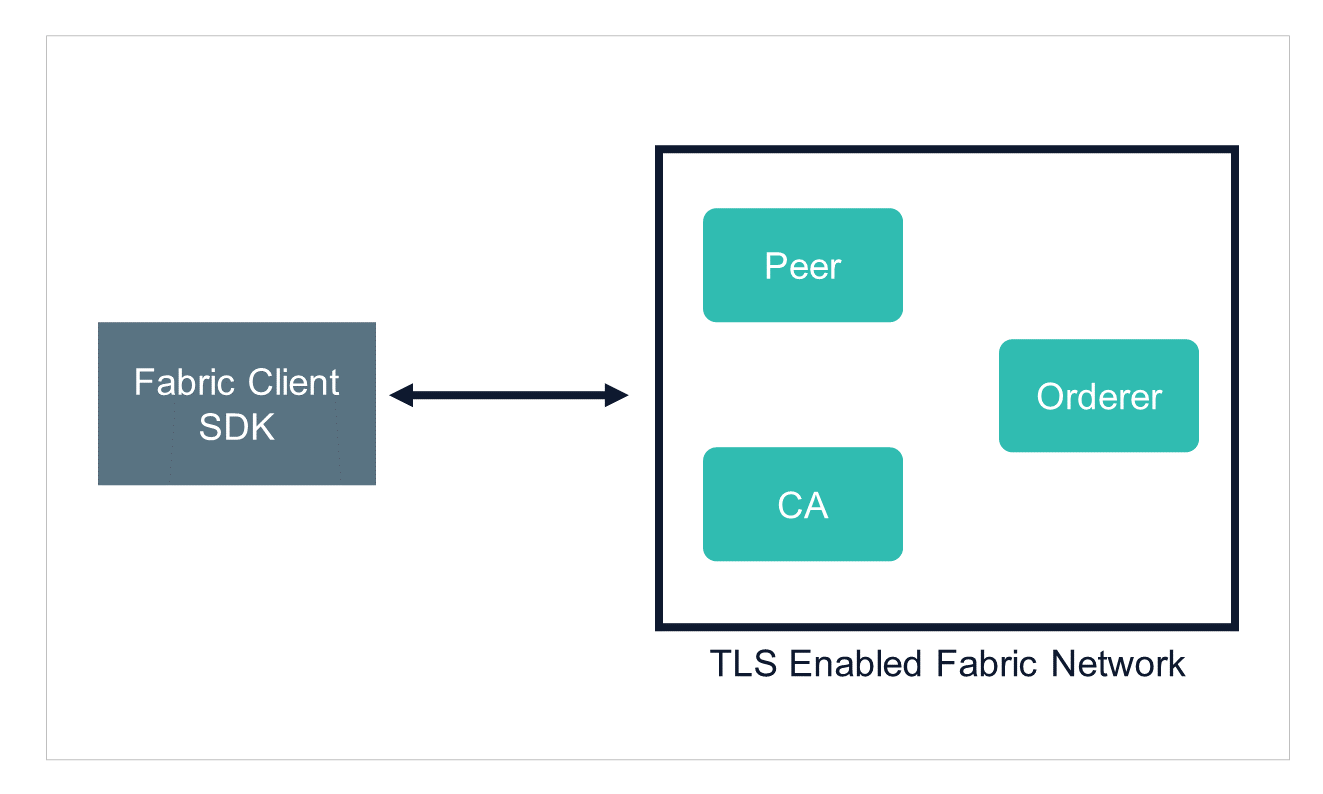 Peer
Fabric Client
SDK
Orderer
CA
TLS Enabled Fabric Network